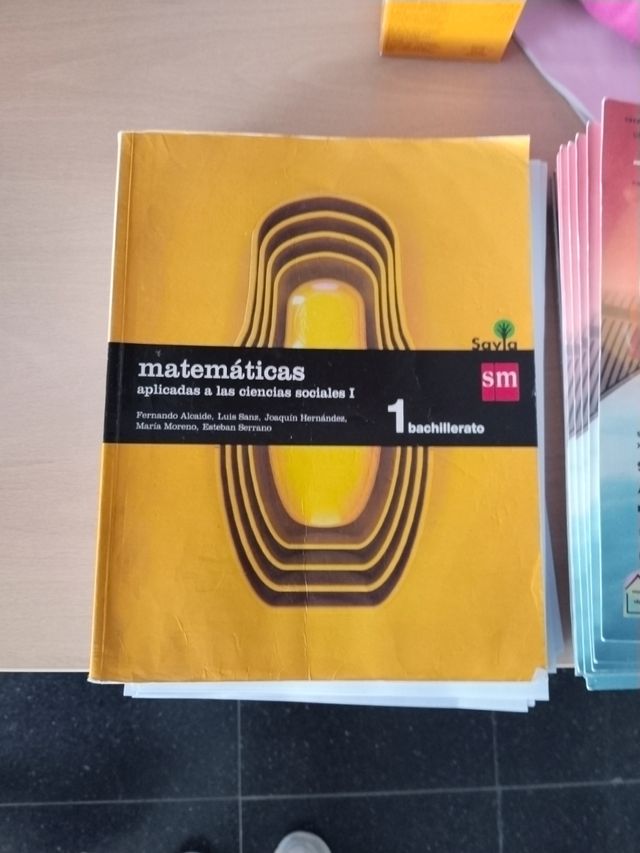 Savia
matemáticas
aplicadas a las ciencias sociales I
sm
Fernando Alcaide, Luis Sanz, Joaquín Hernández,
María Moreno, Esteban Serrano
1 bachillerato